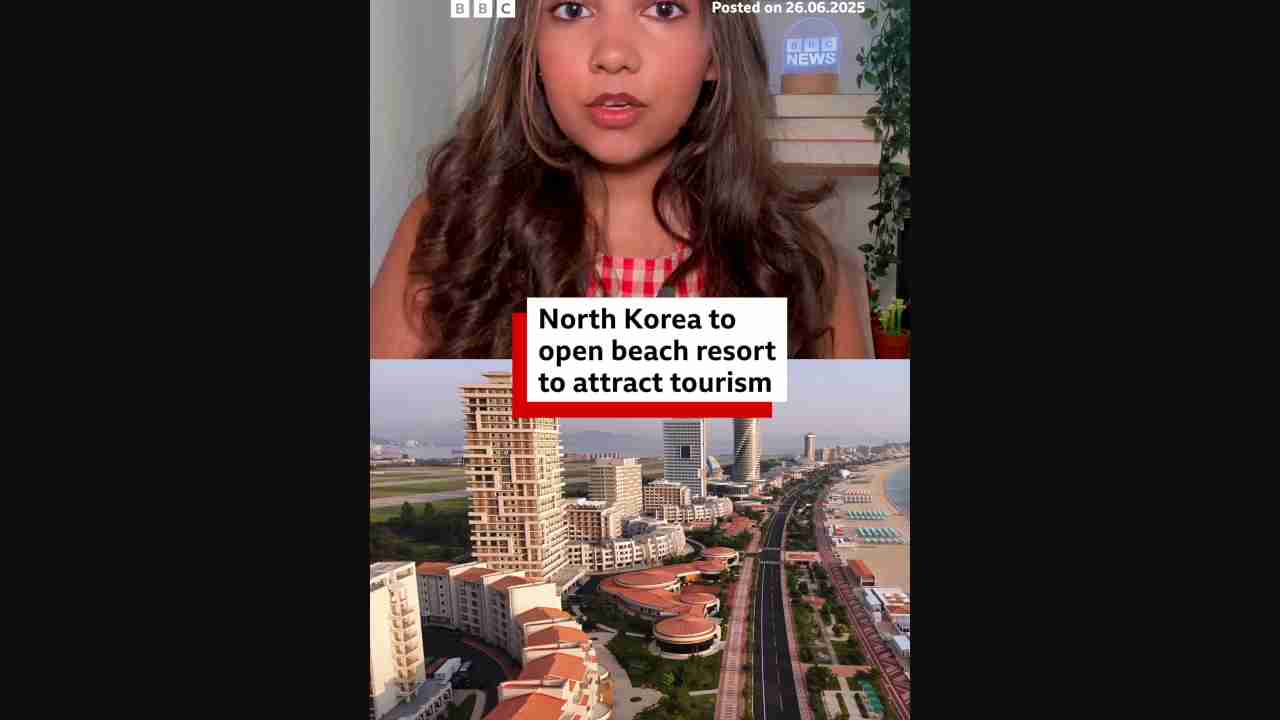 BBC
Posted on 26.06.2025
BBC
NEWS
North Korea to
open beach resort
to attract tourism